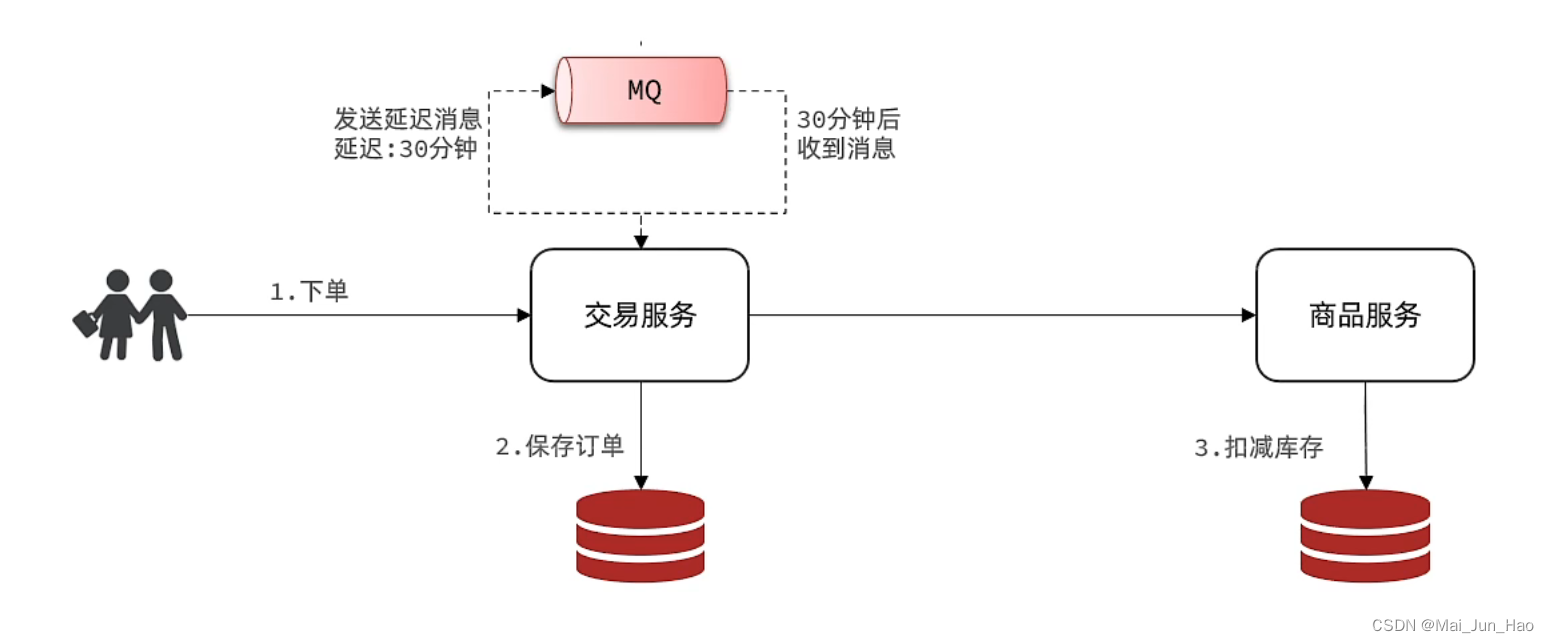 MQ
发送延迟消息
延迟:30分钟
30分钟后
收到消息
1.下单
交易服务
商品服务
2.保存订单
3.扣减库存
CSDN @Mai_Jun_Hao